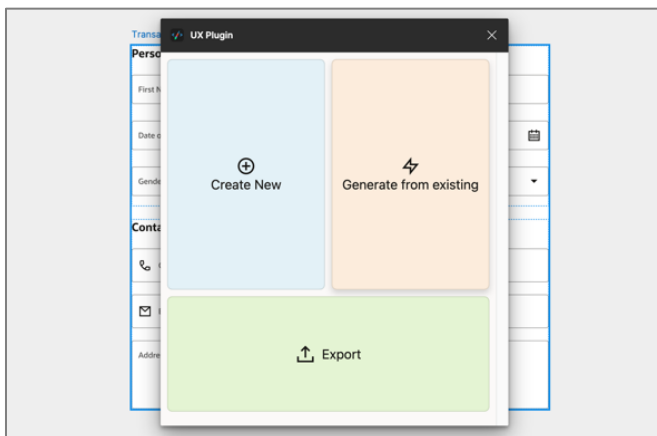 Transa
UX Plugin
Perso
First N
Date o
Gende
Create New
Generate from existing
Conta
Addre
Export